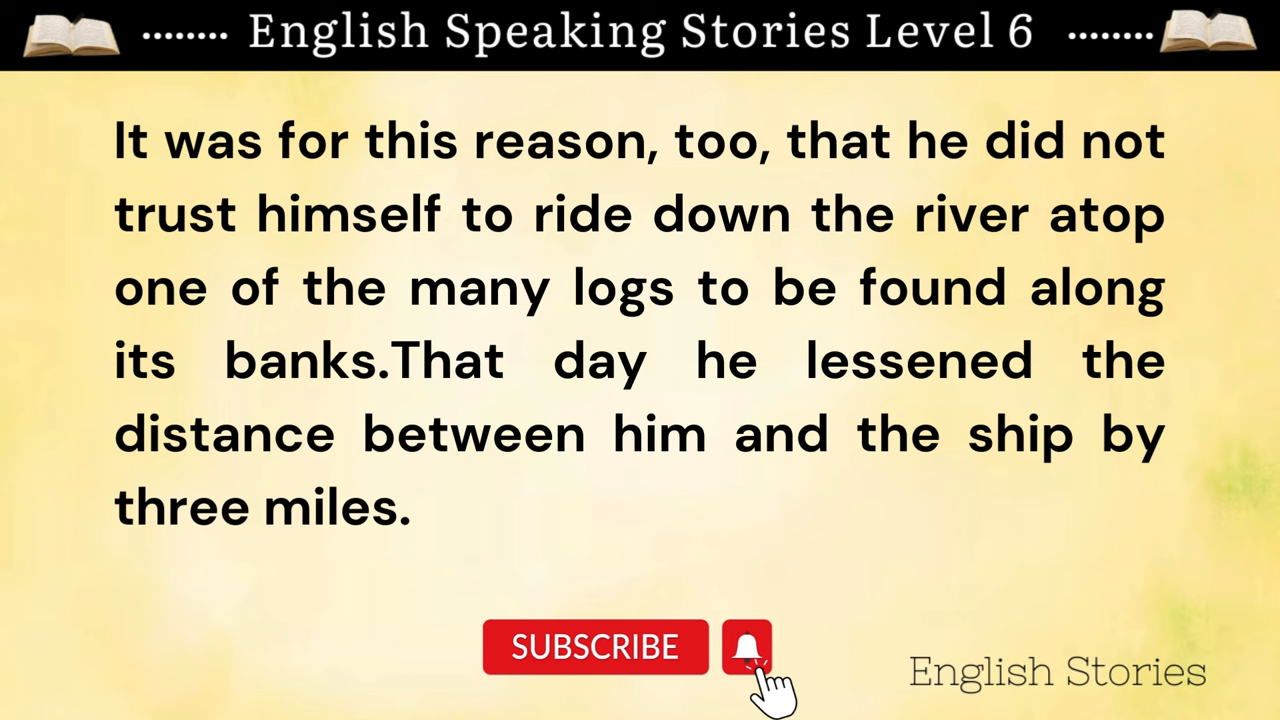 English Speaking Stories Level 6
It was for this reason, too, that he did not
trust himself to ride down the river atop
one of the many logs to be found along
its banks.That day he lessened the
distance between him and the ship by
three miles.
SUBSCRIBE
English Stories